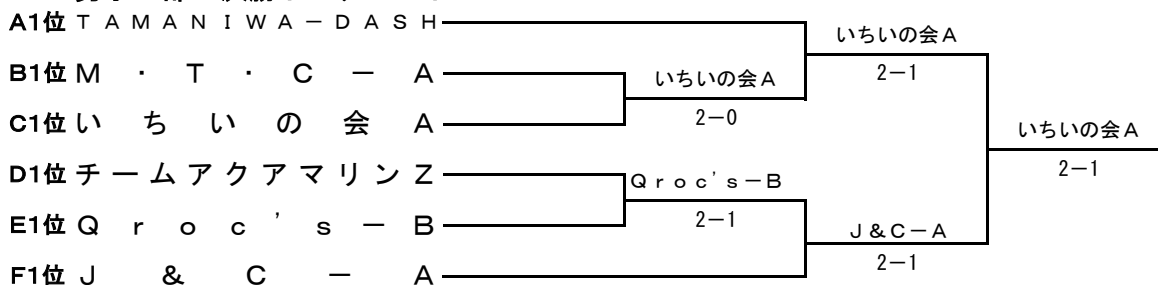 A1位 TAMANIWA－DASH
いちいの会A
B1位 M・T・C－A
いちいの会A
2－1
C1位 いちいの会A
2－0
いちいの会A
D1位 チームアクアマリンZ
Qroc's－B
2－1
E1位 Qroc's－B
2－1
J&C－A
F1位 J&C－A
2－1